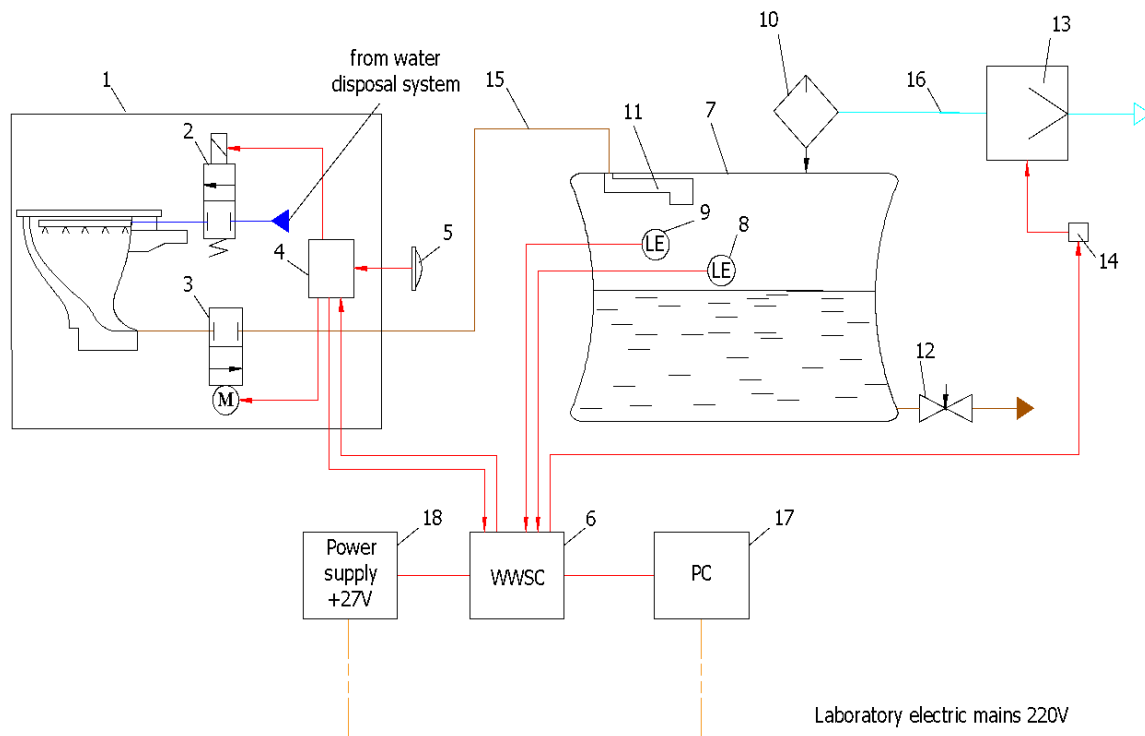 from water
disposal system
1
2
15
10
13
16
11
7
9
LE
8
LE
4
5
14
3
M
12
18
6
17
Power
supply
+27V
WWSC
PC
Laboratory electric mains 220V